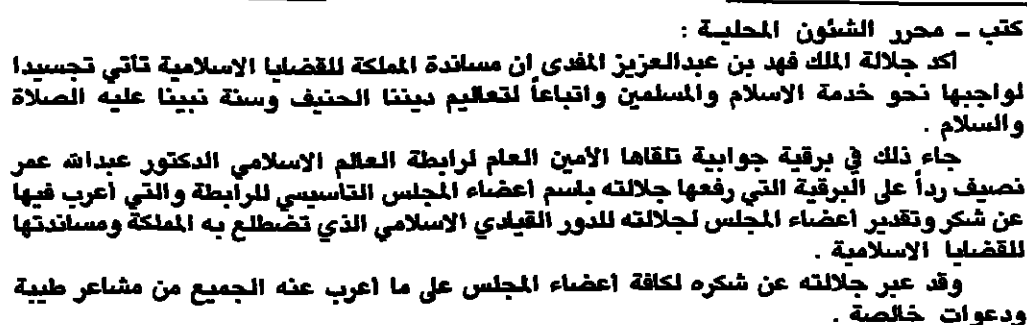 كتب ـ محرر الشئون المحليـة :
اكد جلالة الملك فهد بن عبدالعزيز المفدى ان مساندة المملكة للقضايا الاسلامية تأتي تجسيدا
لواجبها نحو خدمة الاسلام والمسلمين واتباعاً لتعاليم ديننا الحنيف وسنة نبينا عليه الصلاة
والسلام .
جاء ذلك في برقية جوابية تلقاها الأمين العام لرابطة العالم الاسلامي الدكتور عبدالله عمر
نصيف رداً على البرقية التي رفعها جلالته باسم اعضاء المجلس التاسيسي للرابطة والتي أعرب فيها
عن شكر وتقدير اعضاء المجلس لجلالته للدور القيادي الاسلامي الذي تضطلع به المملكة ومساندتها
للقضايا الاسلامية .
وقد عبر جلالته عن شكره لكافة أعضاء المجلس على ما أعرب عنه الجميع من مشاعر طيبة
ودعوات خالصة .